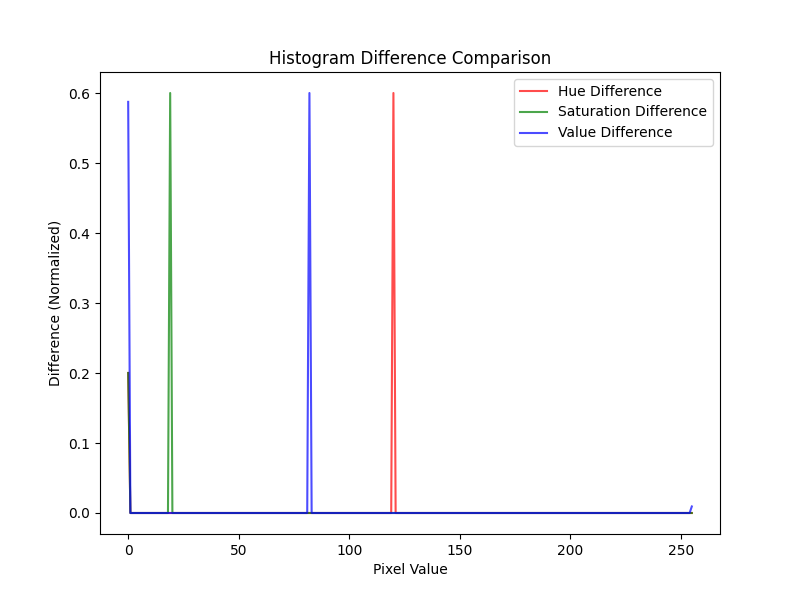 Histogram Difference Comparison
Hue Difference
Saturation Difference
Value Difference
0.6
0.5
0.4
0.3
0.2
0.1
0.0
Difference (Normalized)
0 50 100 150 200 250
Pixel Value